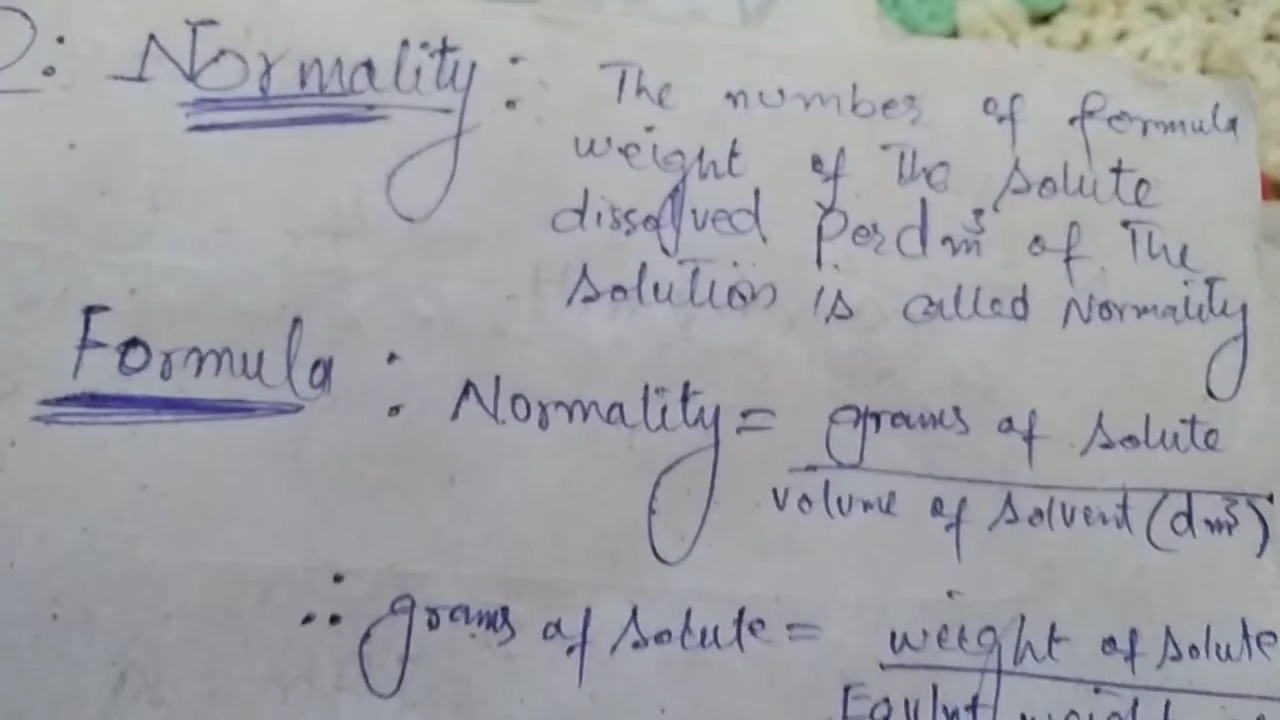 : Normality : The number of formula
weight of The solute
dissolved Per dm³ of The
solution is called Normality
Formula : Normality = grams of solute
volume of solvent (dm³)
∴ grams of solute = weight of solute